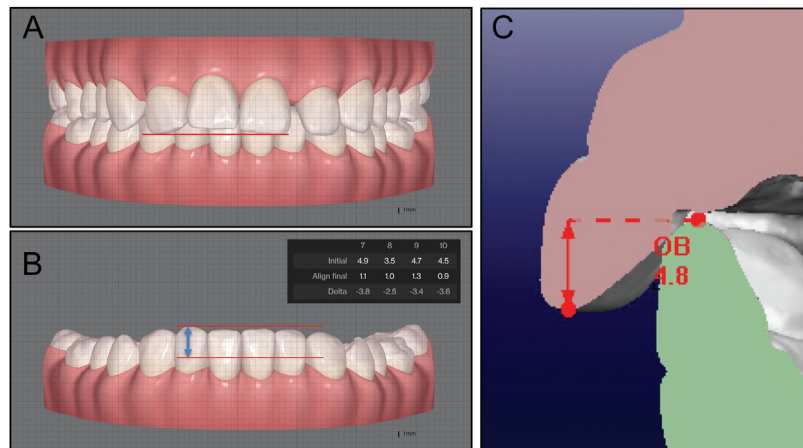 A
1mm
B
7 8 9 10
Initial 4.9 3.5 4.7 4.5
Align final 1.1 1.0 1.3 0.9
Delta -3.8 -2.5 -3.4 -3.6
1mm
C
OB
4.8